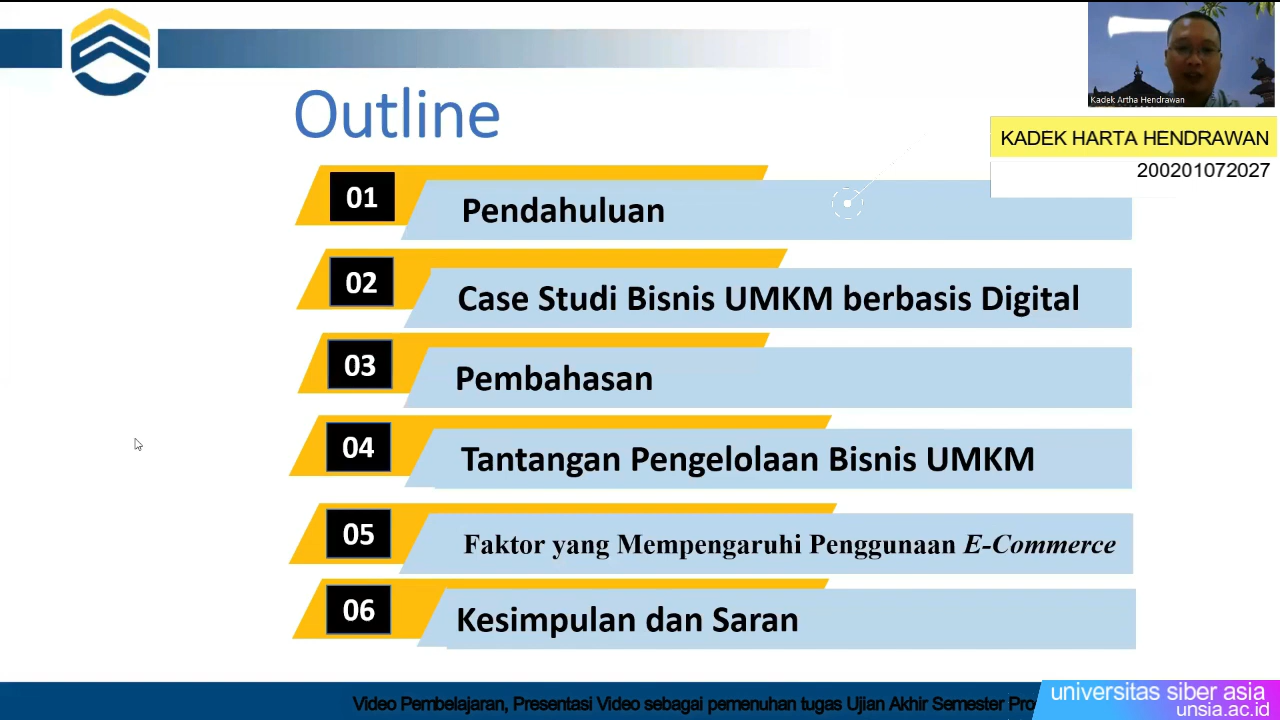 Outline
Kadek Artha Hendrawan
KADEK HARTA HENDRAWAN
200201072027
01
Pendahuluan
02
Case Studi Bisnis UMKM berbasis Digital
03
Pembahasan
04
Tantangan Pengelolaan Bisnis UMKM
05
Faktor yang Mempengaruhi Penggunaan E-Commerce
06
Kesimpulan dan Saran
Video Pembelajaran, Presentasi Video sebagai pemenuhan tugas Ujian Akhir Semester Pro
universitas siber asia
unsia.ac.id